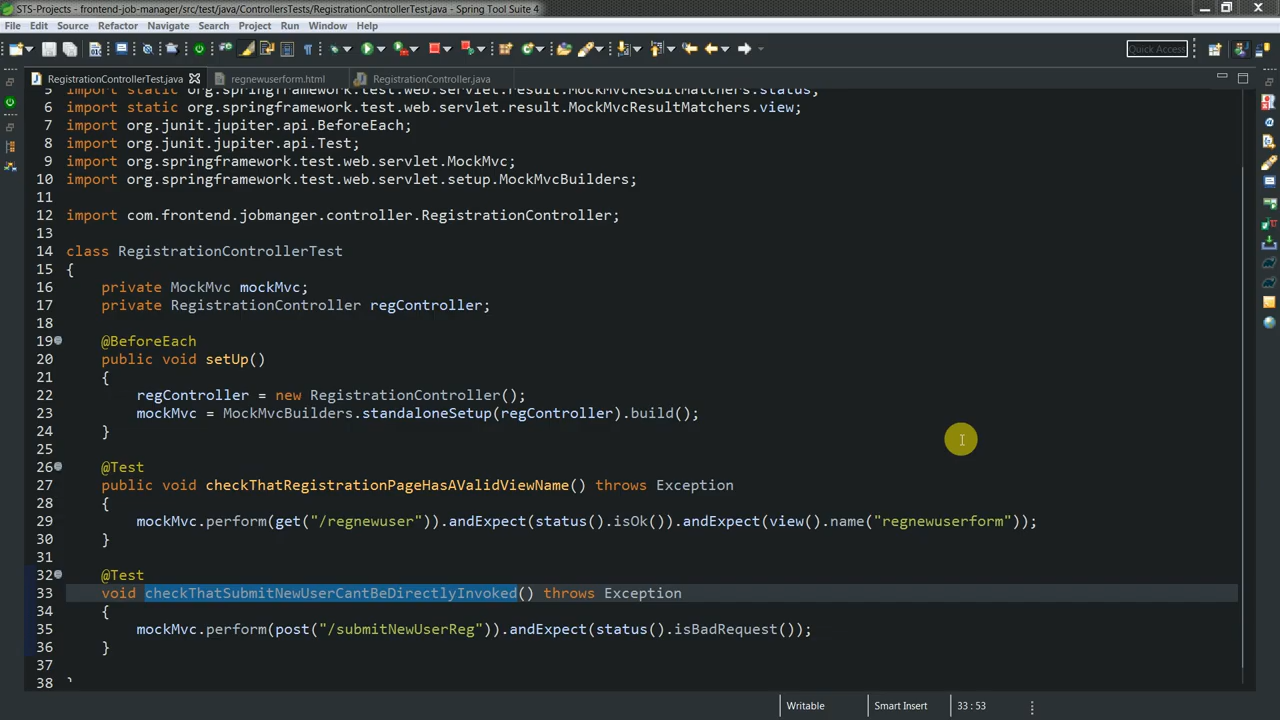 STS-Projects - frontend-job-manager/src/test/java/ControllersTests/RegistrationControllerTest.java - Spring Tool Suite 4
File Edit Source Refactor Navigate Search Project Run Window Help
Quick Access
RegistrationControllerTest.java regnewuserform.html RegistrationController.java
5 import static org.springframework.test.web.servlet.result.MockMvcResultMatchers.status;
6 import static org.springframework.test.web.servlet.result.MockMvcResultMatchers.view;
7 import org.junit.jupiter.api.BeforeEach;
8 import org.junit.jupiter.api.Test;
9 import org.springframework.test.web.servlet.MockMvc;
10 import org.springframework.test.web.servlet.setup.MockMvcBuilders;
11
12 import com.frontend.jobmanger.controller.RegistrationController;
13
14 class RegistrationControllerTest
15 {
16 private MockMvc mockMvc;
17 private RegistrationController regController;
18
19 @BeforeEach
20 public void setUp()
21 {
22 regController = new RegistrationController();
23 mockMvc = MockMvcBuilders.standaloneSetup(regController).build();
24 }
25
26 @Test
27 public void checkThatRegistrationPageHasAValidViewName() throws Exception
28 {
29 mockMvc.perform(get("/regnewuser")).andExpect(status().isOk()).andExpect(view().name("regnewuserform"));
30 }
31
32 @Test
33 void checkThatSubmitNewUserCantBeDirectlyInvoked() throws Exception
34 {
35 mockMvc.perform(post("/submitNewUserReg")).andExpect(status().isBadRequest());
36 }
37
38 }
Writable Smart Insert 33 : 53